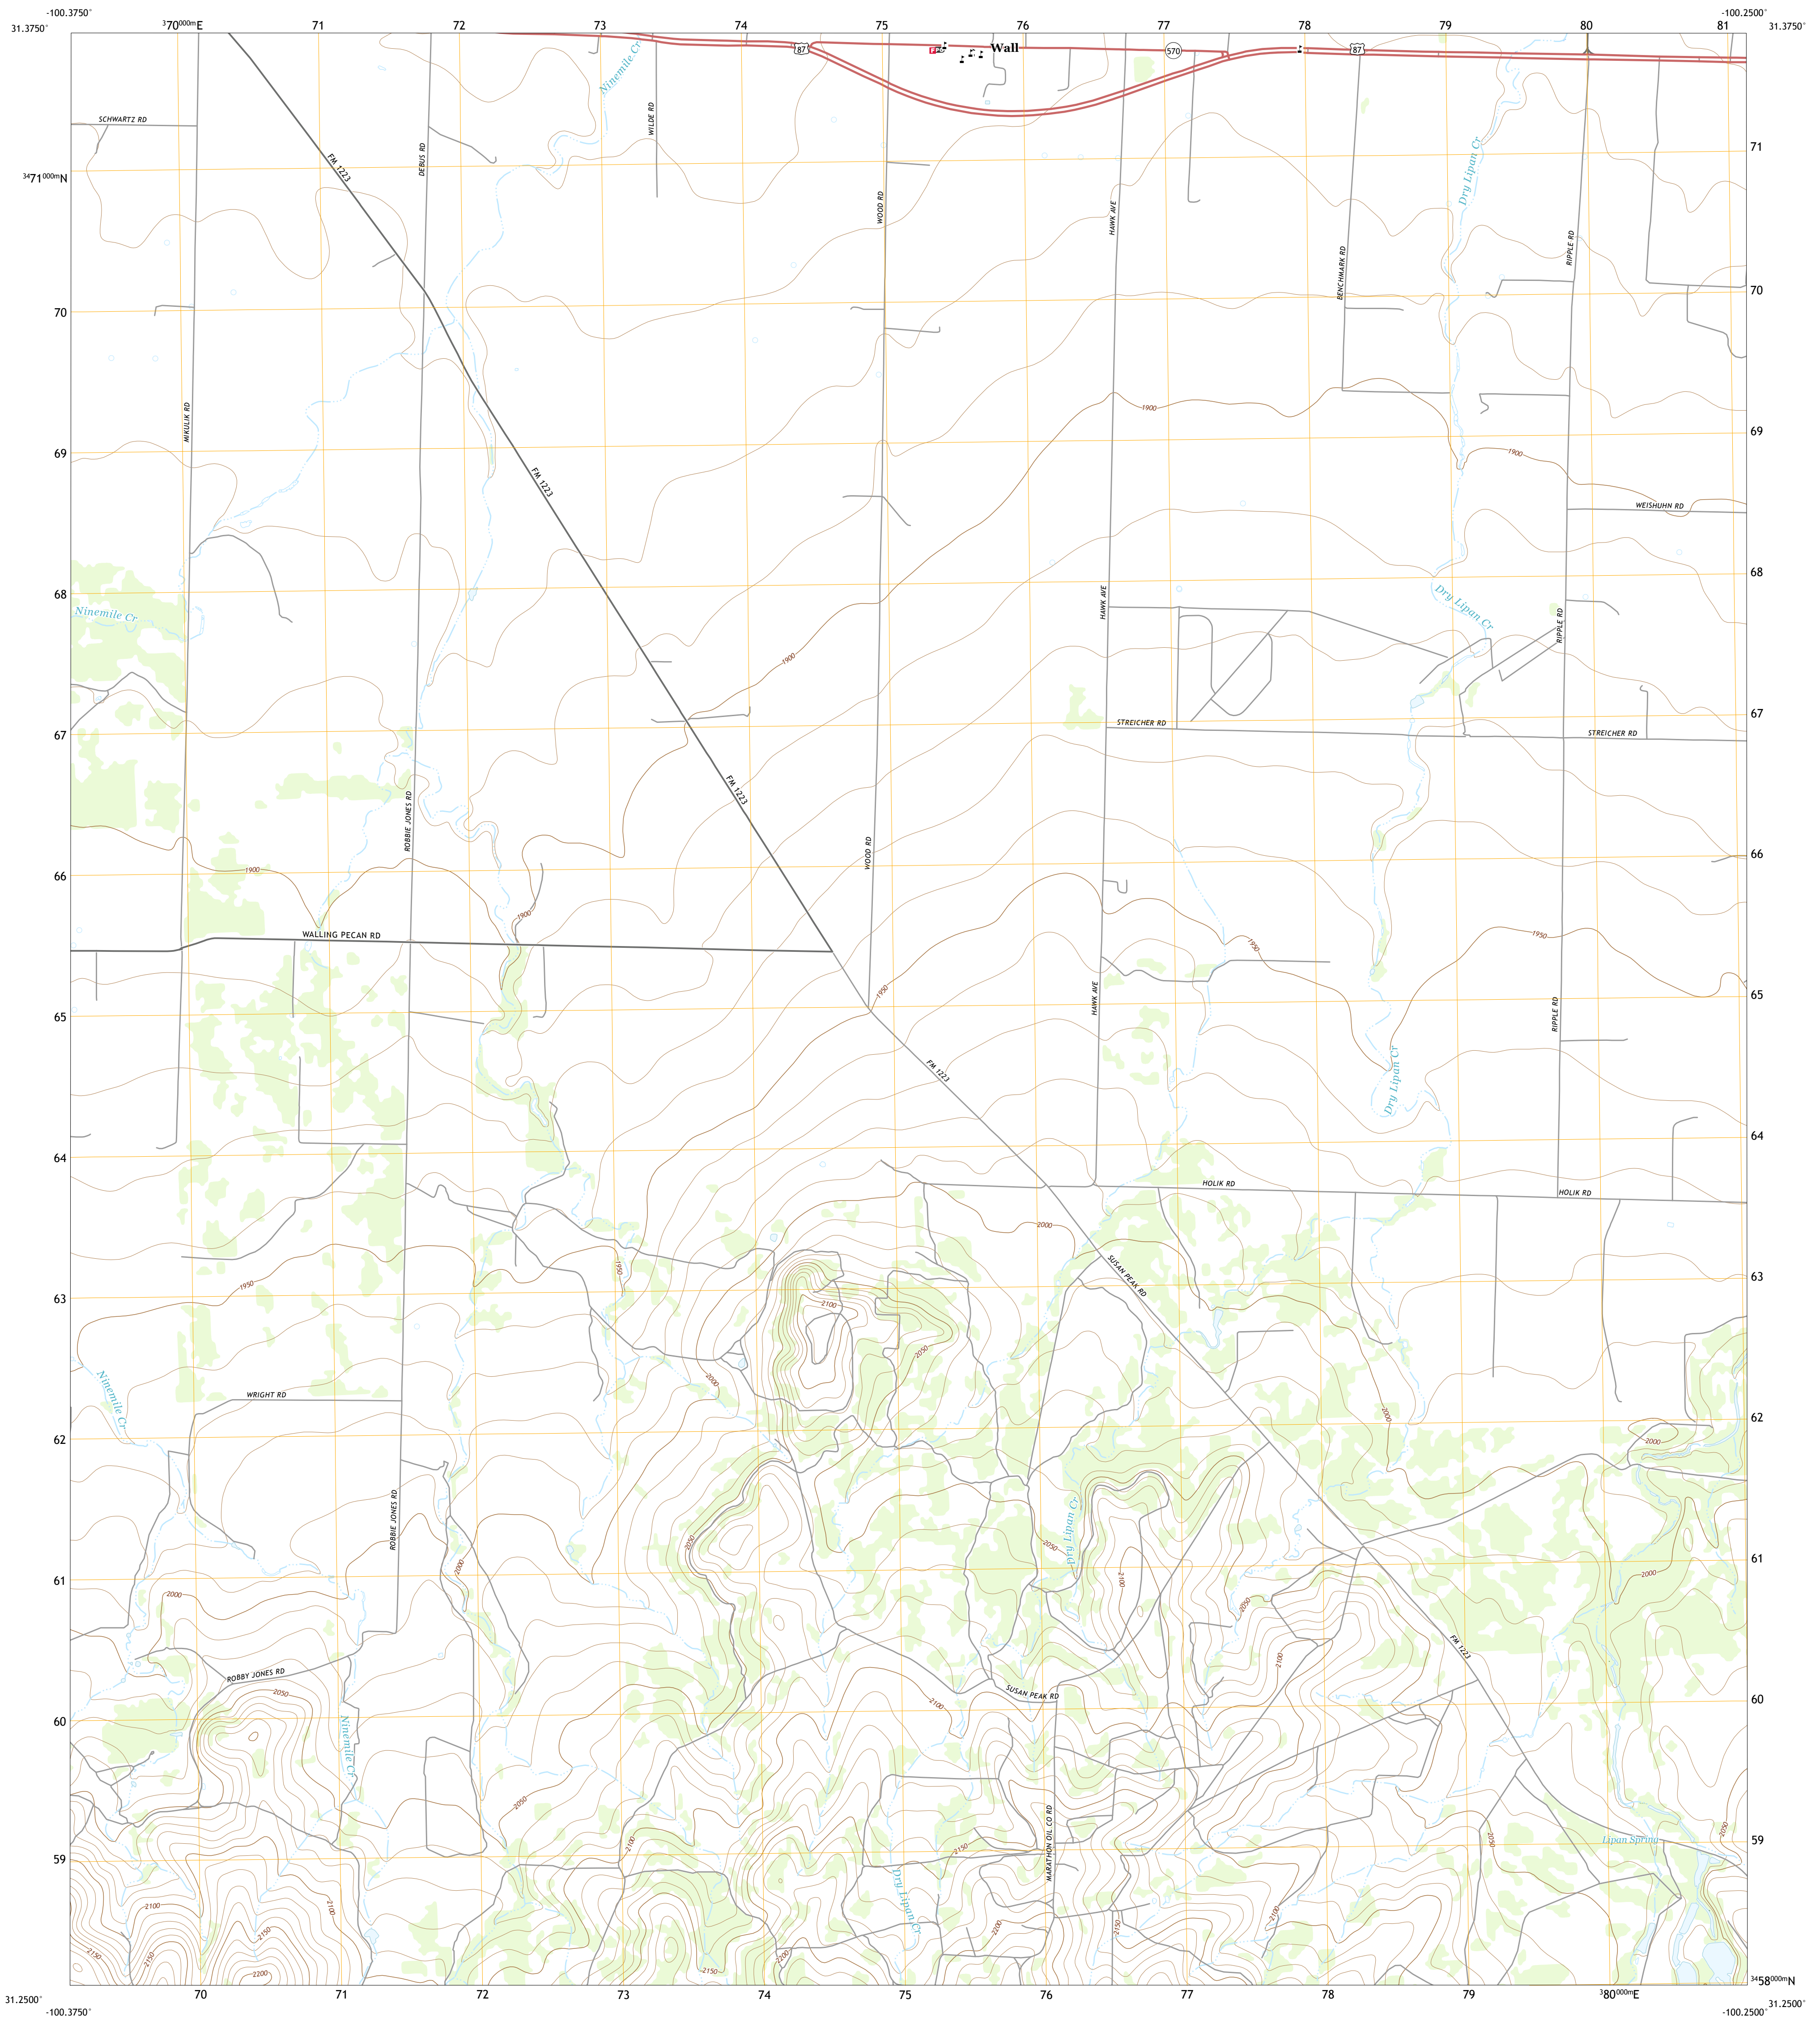 -100.3750°
-100.2500°
31.3750°
³70⁰⁰⁰ᵐE
71
72
73
74
75
76
77
78
79
80
81
31.3750°
87
Wall
570
87
Ninemile Cr
WILDE RD
SCHWARTZ RD
DEBUS RD
FM 1223
Dry Lipan Cr
71
³⁴71⁰⁰⁰ᵐN
WOOD RD
HAWK AVE
RIPPLE RD
BENCHMARK RD
70
70
MIKULIK RD
1900
69
69
1900
FM 1223
WEISHUHN RD
68
68
Ninemile Cr
HAWK AVE
Dry Lipan Cr
RIPPLE RD
1900
67
67
STREICHER RD
STREICHER RD
FM 1223
ROBBIE JONES RD
WOOD RD
66
66
1900
1900
WALLING PECAN RD
1950
1950
1950
65
65
HAWK AVE
RIPPLE RD
FM 1223
Dry Lipan Cr
64
64
HOLIK RD
HOLIK RD
2000
1950
1950
SUSAN PEAK RD
63
63
2100
2050
2000
WRIGHT RD
Ninemile Cr
2000
62
62
2000
ROBBIE JONES RD
Dry Lipan Cr
2050
2050
2000
2100
2000
61
61
2000
2050
FM 1223
2100
ROBBY JONES RD
2050
SUSAN PEAK RD
2100
60
60
Ninemile Cr
2050
2100
MARATHON OIL CO RD
2150
2050
2050
Lipan Spring
59
59
Dry Lipan Cr
2100
2100
2150
2150
2150
2200
2200
2200
2150
2150
2100
³⁴58⁰⁰⁰ᵐN
31.2500°
70
71
72
73
74
75
76
77
78
79
³80⁰⁰⁰ᵐE
31.2500°
-100.3750°
-100.2500°